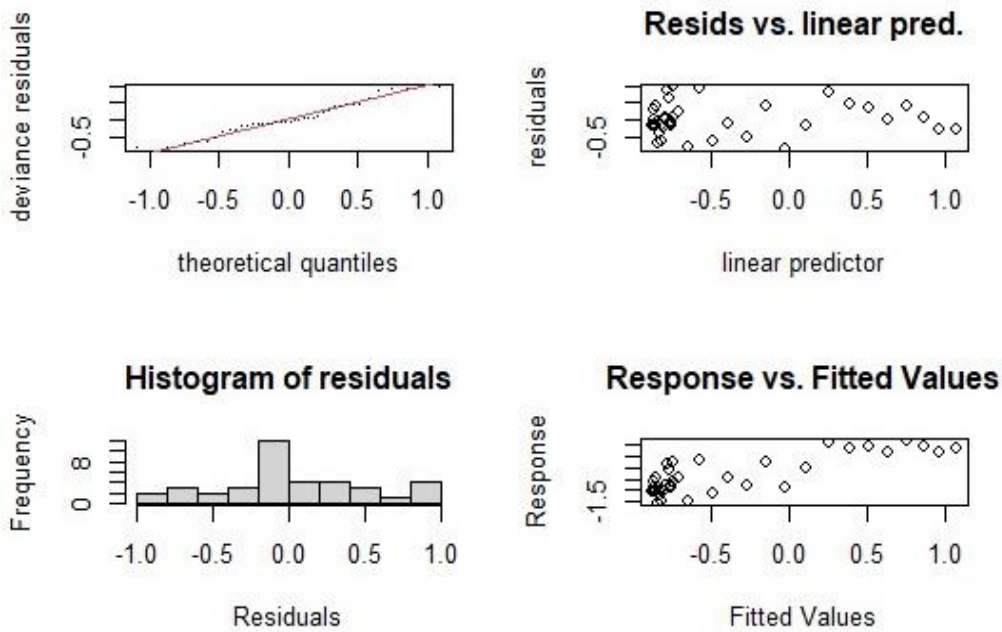 deviance residuals
-0.5
-1.0 -0.5 0.0 0.5 1.0
theoretical quantiles
Resids vs. linear pred.
residuals
-0.5
-0.5 0.0 0.5 1.0
linear predictor
Histogram of residuals
Frequency
0 8
-1.0 -0.5 0.0 0.5 1.0
Residuals
Response vs. Fitted Values
Response
-1.5
-0.5 0.0 0.5 1.0
Fitted Values